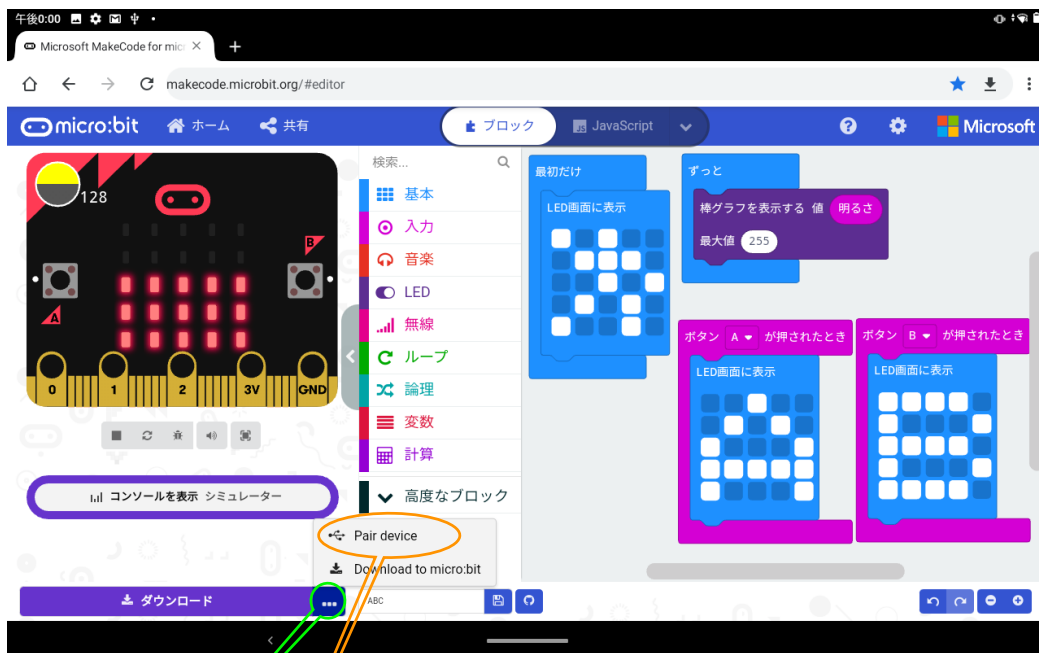 午後0:00
Microsoft MakeCode for mic
makecode.microbit.org/#editor
micro:bit
ホーム
共有
ブロック
JS
JavaScript
Microsoft
128
B
A
0
1
2
3V
GND
コンソールを表示 シミュレーター
検索...
基本
入力
音楽
LED
無線
ループ
論理
変数
計算
高度なブロック
最初だけ
LED画面に表示
ずっと
棒グラフを表示する 値 明るさ
最大値 255
ボタン A が押されたとき
LED画面に表示
ボタン B が押されたとき
LED画面に表示
Pair device
Download to micro:bit
ダウンロード
ABC